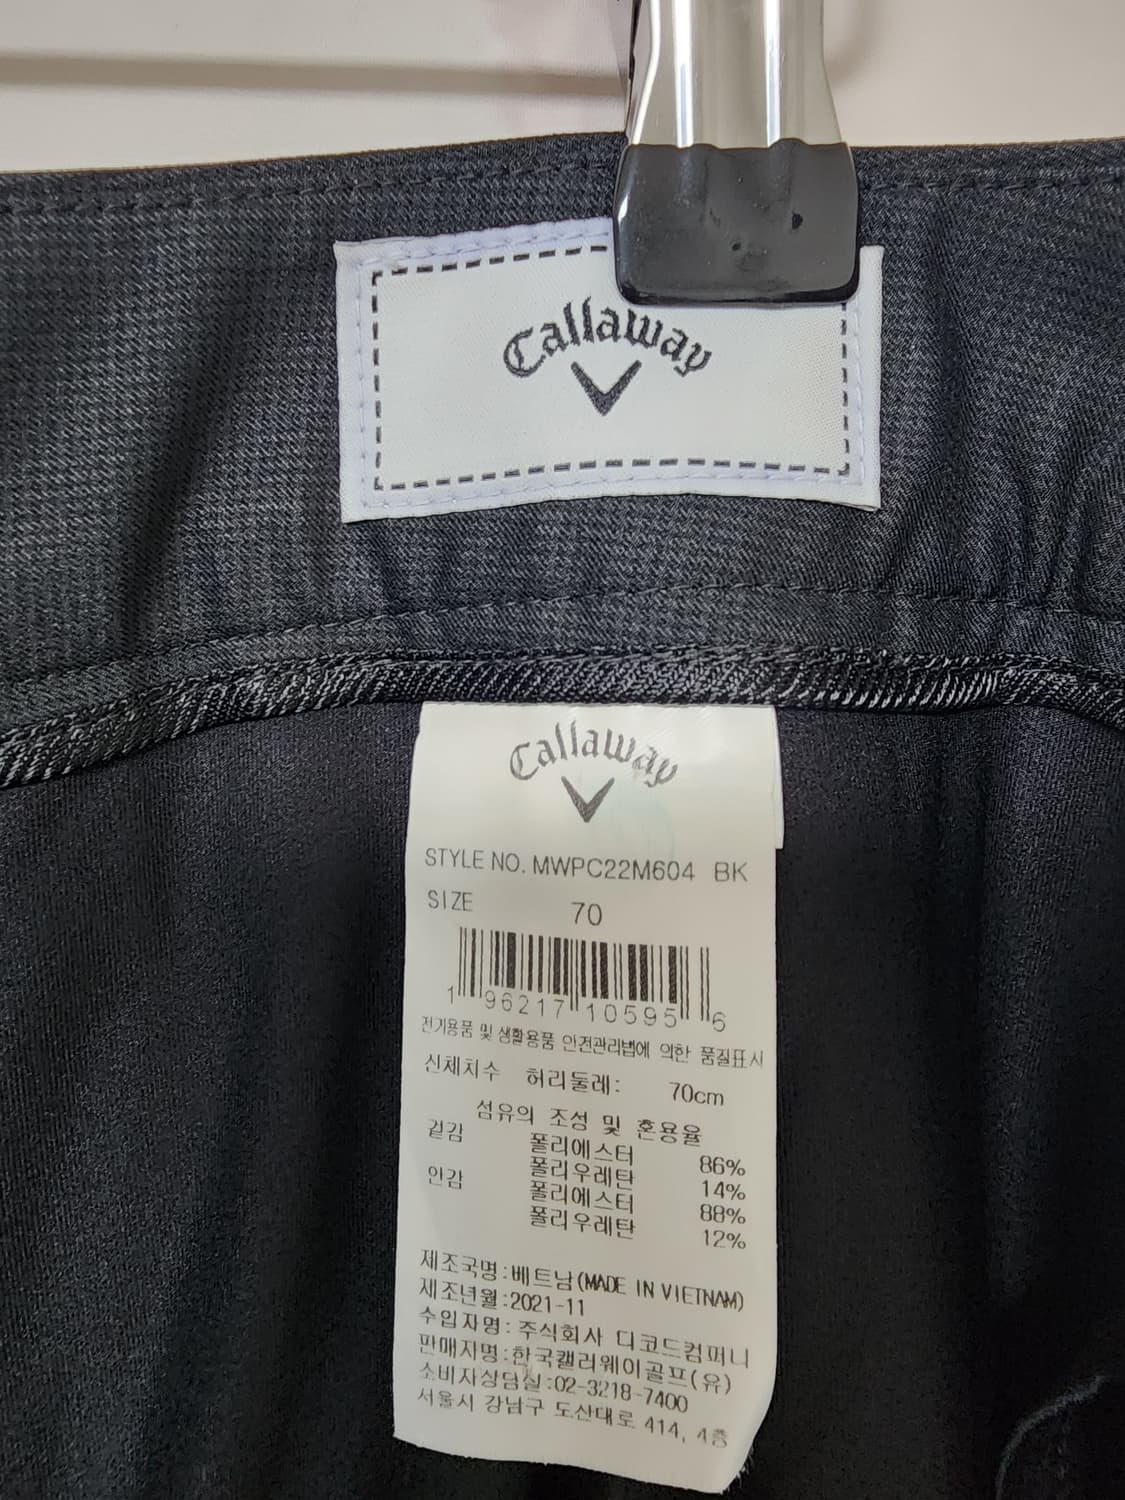 Callaway
Callaway
STYLE NO. MWPC22M604 BK
SIZE 70
1 96217 10595 6
전기용품 및 생활용품 안전관리법에 의한 품질표시
신체치수 허리둘레: 70cm
섬유의 조성 및 혼용율
겉감 폴리에스터 86%
폴리우레탄 14%
안감 폴리에스터 88%
폴리우레탄 12%
제조국명:베트남(MADE IN VIETNAM)
제조년월:2021-11
수입자명:주식회사 디코드컴퍼니
판매자명:한국캘러웨이골프(유)
소비자상담실:02-3218-7400
서울시 강남구 도산대로 414, 4층